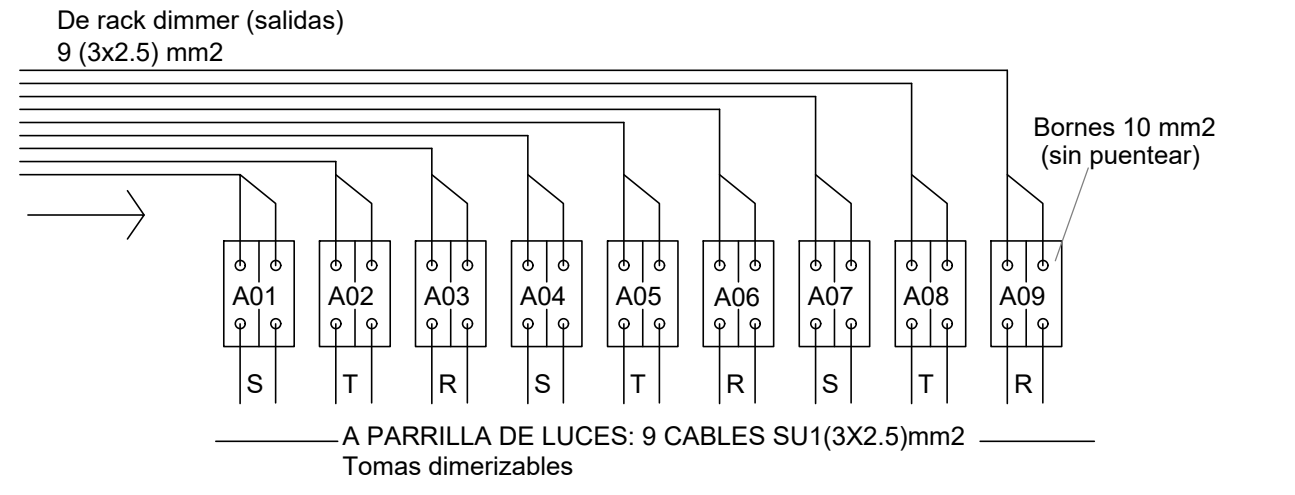 De rack dimmer (salidas)
9 (3x2.5) mm2
Bornes 10 mm2
(sin puentear)
A01 A02 A03 A04 A05 A06 A07 A08 A09
S T R S T R S T R
A PARRILLA DE LUCES: 9 CABLES SU1(3X2.5)mm2
Tomas dimerizables